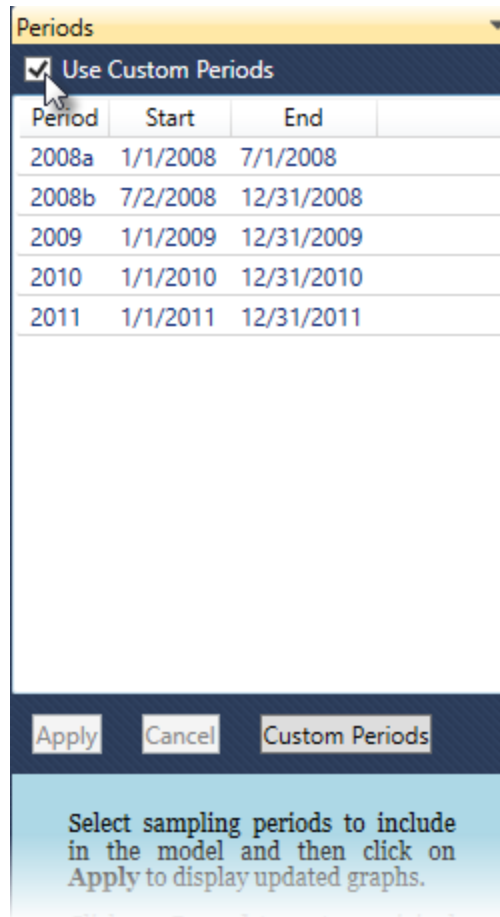 Periods
Use Custom Periods
Period Start End
2008a 1/1/2008 7/1/2008
2008b 7/2/2008 12/31/2008
2009 1/1/2009 12/31/2009
2010 1/1/2010 12/31/2010
2011 1/1/2011 12/31/2011
Apply Cancel Custom Periods
Select sampling periods to include
in the model and then click on
Apply to display updated graphs.